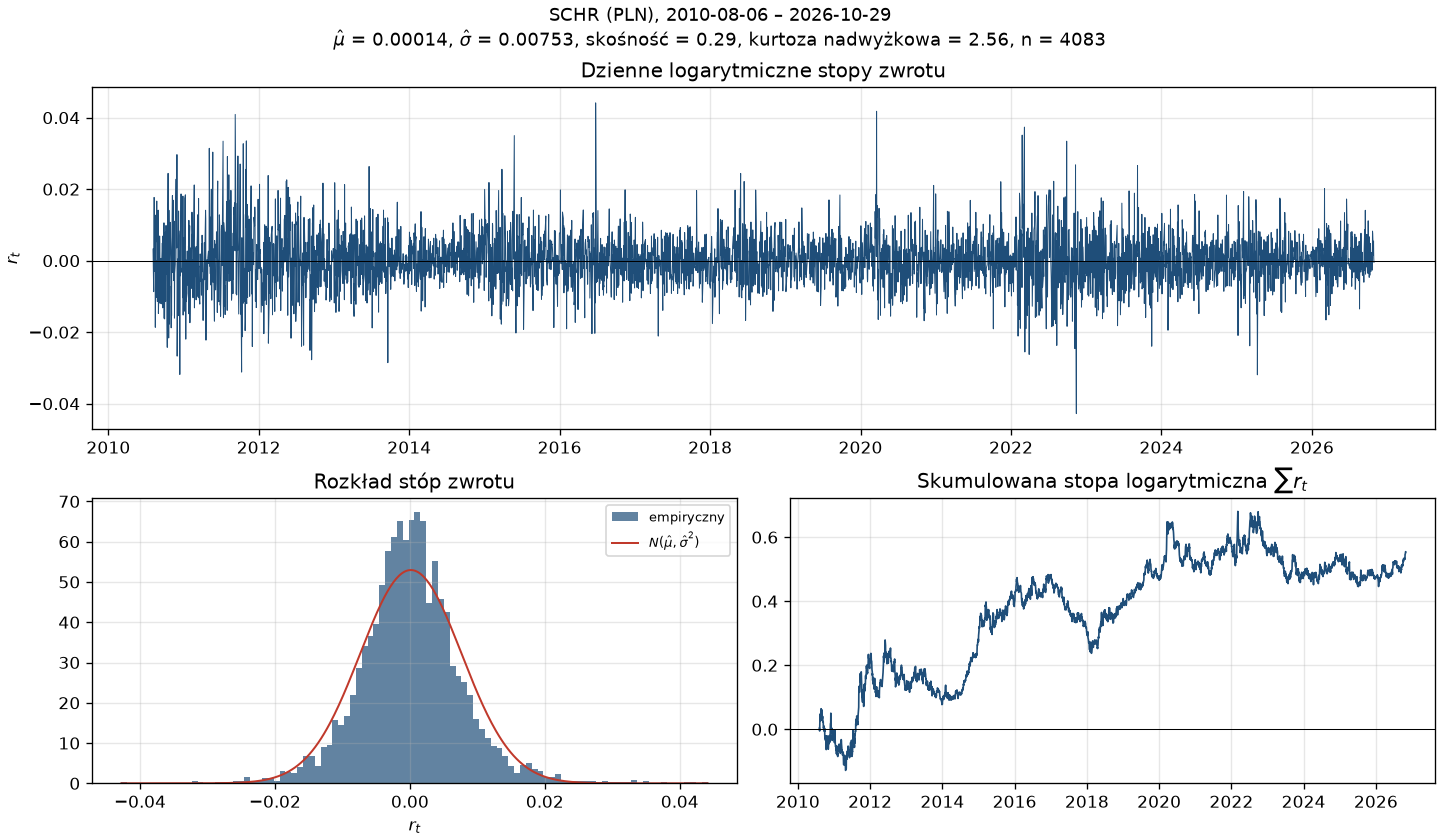 SCHR (PLN), 2010-08-06 – 2026-10-29
μ̂ = 0.00014, σ̂ = 0.00753, skośność = 0.29, kurtoza nadwyżkowa = 2.56, n = 4083
Dzienne logarytmiczne stopy zwrotu
0.04
0.02
0.00
−0.02
−0.04
r_t
2010 2012 2014 2016 2018 2020 2022 2024 2026
Rozkład stóp zwrotu
70
60
50
40
30
20
10
0
empiryczny
N(μ̂, σ̂²)
−0.04 −0.02 0.00 0.02 0.04
r_t
Skumulowana stopa logarytmiczna ∑r_t
0.6
0.4
0.2
0.0
2010 2012 2014 2016 2018 2020 2022 2024 2026